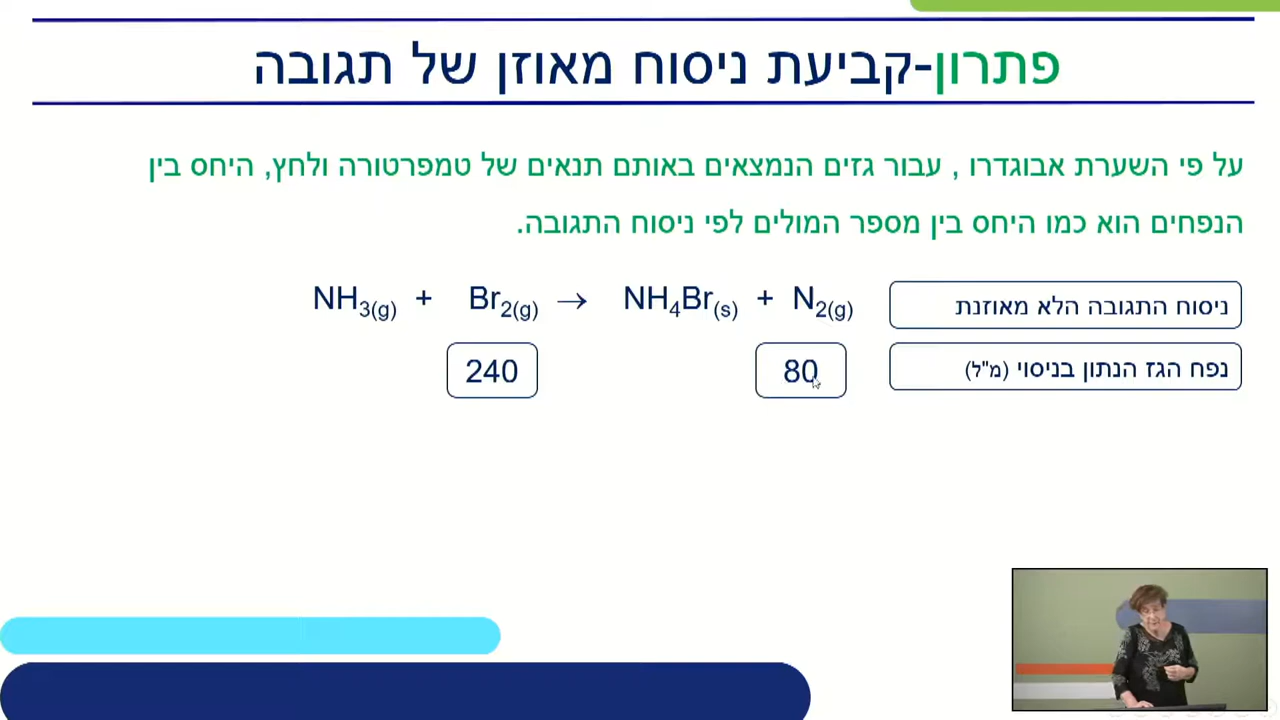 פתרון-קביעת ניסוח מאוזן של תגובה
על פי השערת אבוגדרו , עבור גזים הנמצאים באותם תנאים של טמפרטורה ולחץ, היחס בין
הנפחים הוא כמו היחס בין מספר המולים לפי ניסוח התגובה.
ניסוח התגובה הלא מאוזנת
NH3(g) + Br2(g) → NH4Br(s) + N2(g)
נפח הגז הנתון בניסוי (מ"ל)
240 80